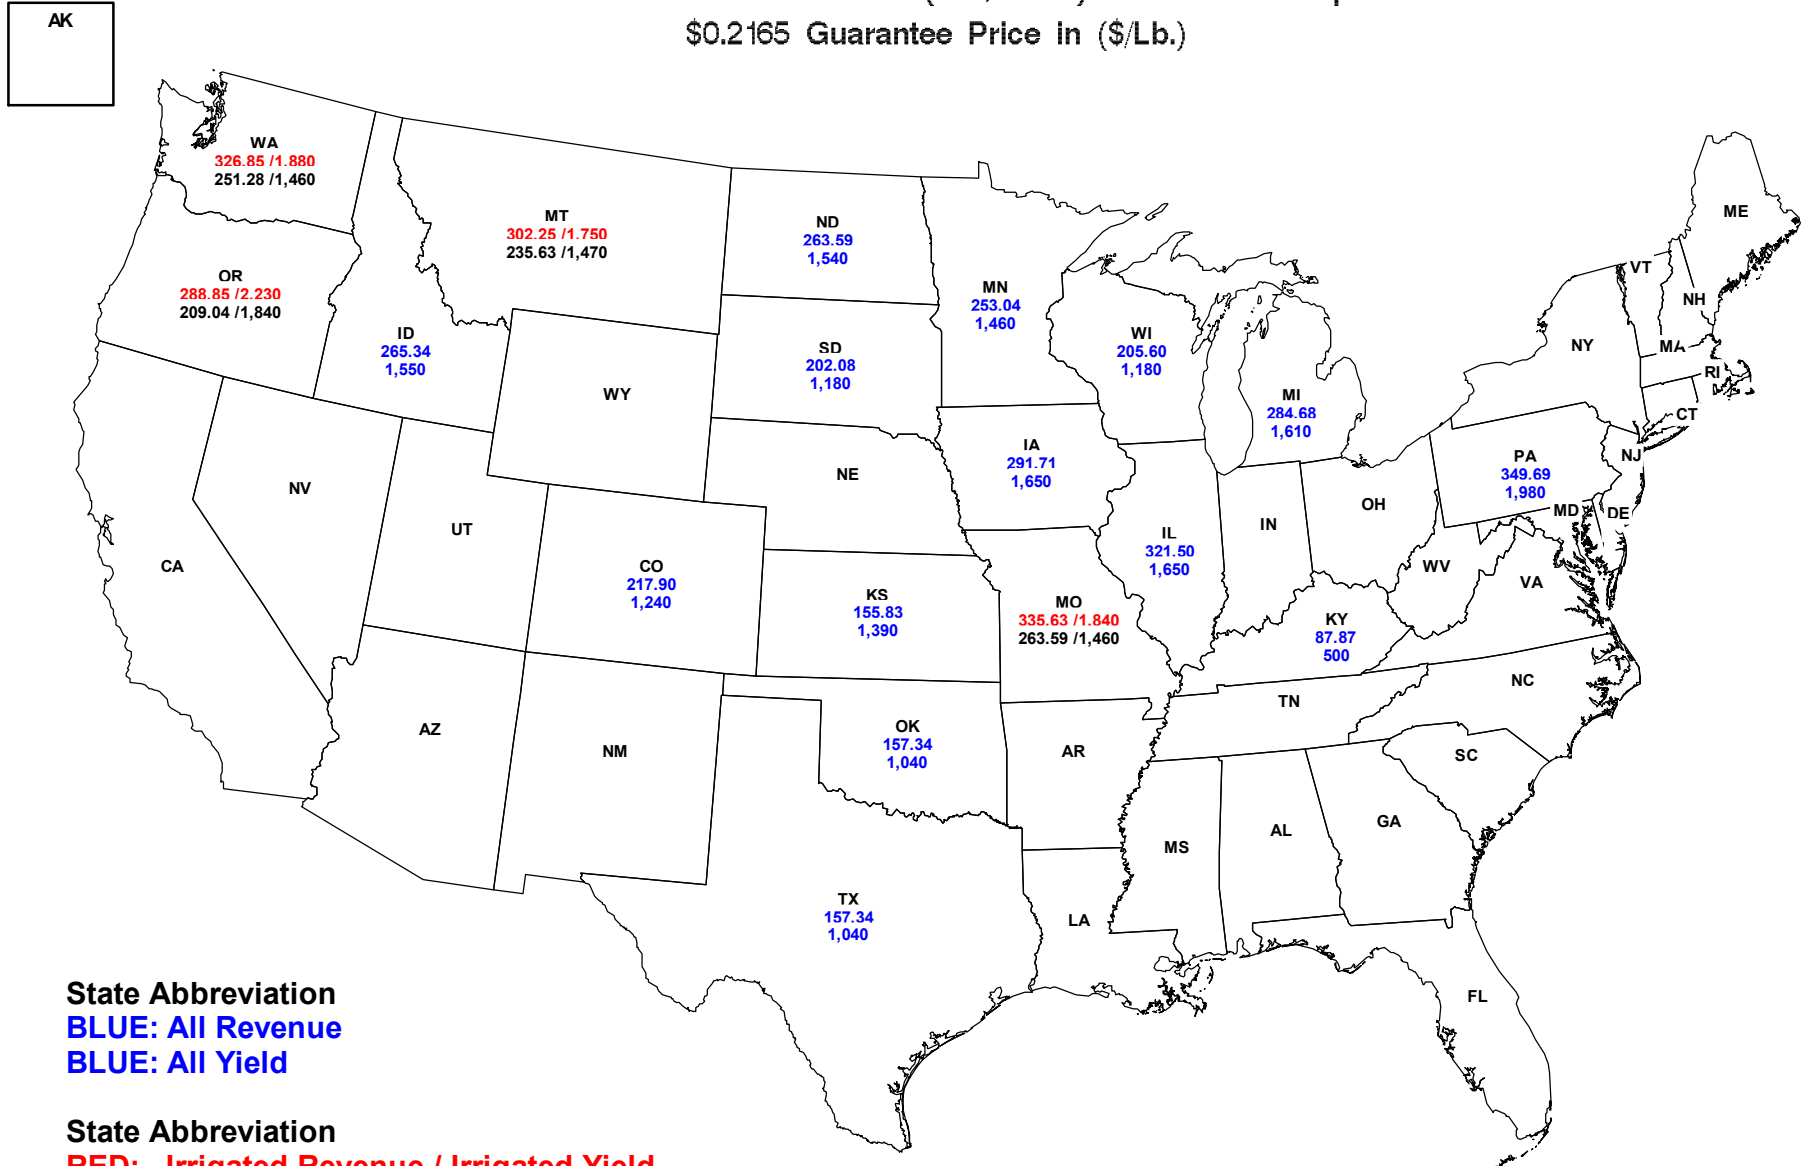 AK
$0.2165 Guarantee Price in ($/Lb.)
WA
326.85 /1.880
251.28 /1,460
MT
302.25 /1.750
235.63 /1,470
ND
263.59
1,540
MN
253.04
1,460
OR
288.85 /2.230
209.04 /1,840
ID
265.34
1,550
SD
202.08
1,180
WI
205.60
1,180
MI
284.68
1,610
ME
VT
NH
NY
MA
RI
CT
WY
IA
291.71
1,650
NE
NV
UT
PA
349.69
1,980
NJ
MD
DE
OH
IN
IL
321.50
1,650
CO
217.90
1,240
CA
KS
155.83
1,390
MO
335.63 /1.840
263.59 /1,460
WV
VA
KY
87.87
500
NC
TN
AZ
NM
OK
157.34
1,040
AR
SC
MS
AL
GA
TX
157.34
1,040
LA
FL
State Abbreviation
BLUE: All Revenue
BLUE: All Yield
State Abbreviation
RED: Irrigated Revenue / Irrigated Yield